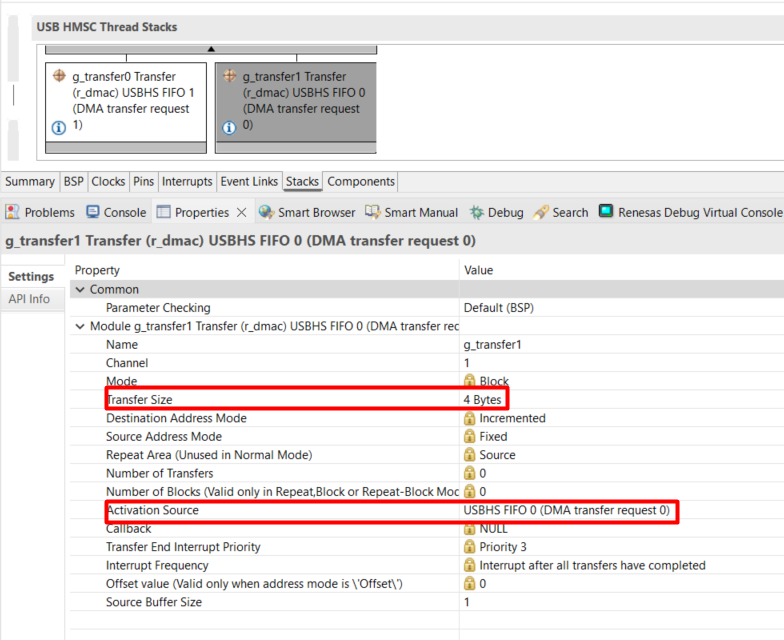 USB HMSC Thread Stacks
g_transfer0 Transfer
(r_dmac) USBHS FIFO 1
(DMA transfer request
1)
g_transfer1 Transfer
(r_dmac) USBHS FIFO 0
(DMA transfer request
0)
Summary BSP Clocks Pins Interrupts Event Links Stacks Components
Problems Console Properties Smart Browser Smart Manual Debug Search Renesas Debug Virtual Console
g_transfer1 Transfer (r_dmac) USBHS FIFO 0 (DMA transfer request 0)
Settings
API Info
Property Value
Common
Parameter Checking Default (BSP)
Module g_transfer1 Transfer (r_dmac) USBHS FIFO 0 (DMA transfer rec
Name g_transfer1
Channel 1
Mode Block
Transfer Size 4 Bytes
Destination Address Mode Incremented
Source Address Mode Fixed
Repeat Area (Unused in Normal Mode) Source
Number of Transfers 0
Number of Blocks (Valid only in Repeat,Block or Repeat-Block Moc 0
Activation Source USBHS FIFO 0 (DMA transfer request 0)
Callback NULL
Transfer End Interrupt Priority Priority 3
Interrupt Frequency Interrupt after all transfers have completed
Offset value (Valid only when address mode is \'Offset\') 0
Source Buffer Size 1